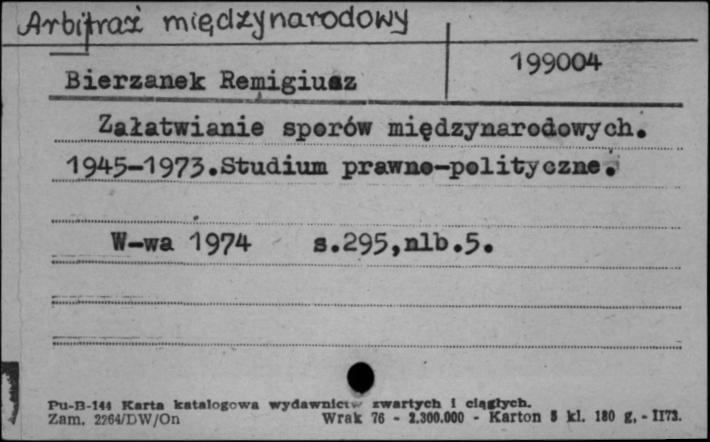 Arbitraż międzynarodowy
199004
Bierzanek Remigiusz
Załatwianie sporów międzynarodowych.
1945-1973.Studium prawno-polityczne.
W-wa 1974 s.295,nlb.5.
Pu-B-144 Karta katalogowa wydawnictw zwartych i ciągłych.
Zam. 2264/DW/On Wrak 76 - 2.300.000 - Karton 8 kl. 180 g, - II73.